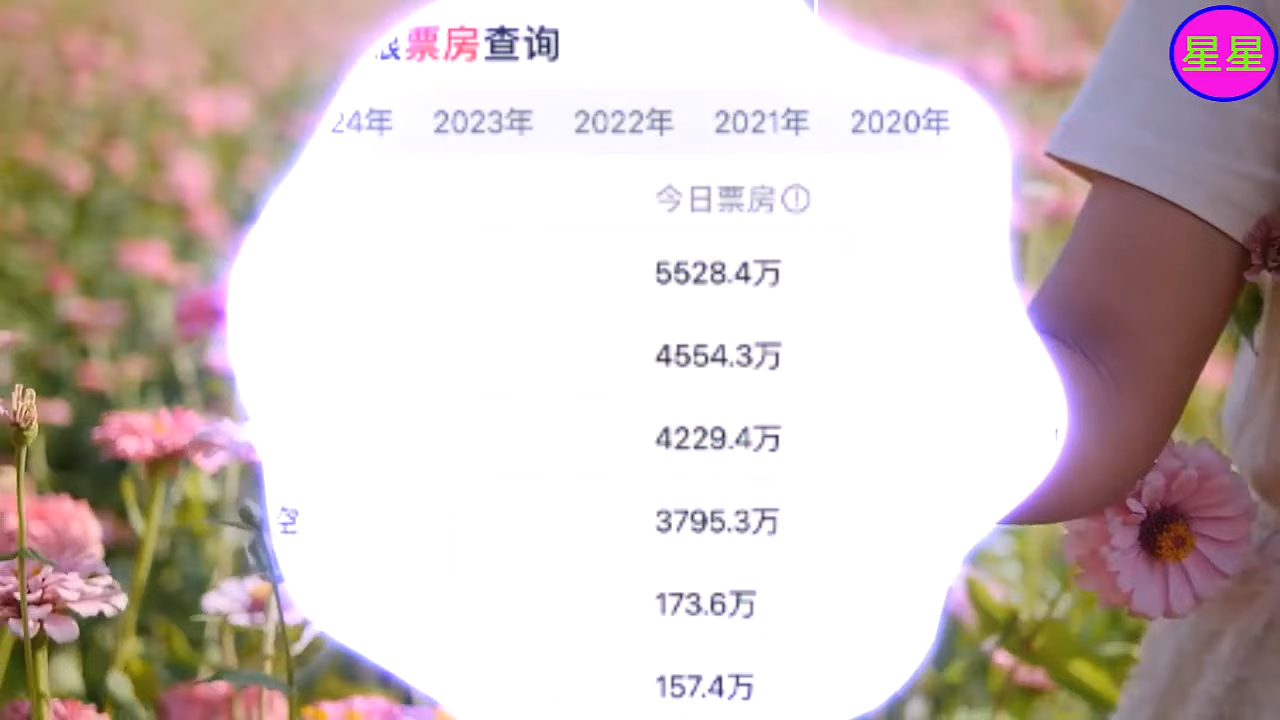 票房查询
星星
24年 2023年 2022年 2021年 2020年
今日票房
5528.4万
4554.3万
4229.4万
3795.3万
空
173.6万
157.4万